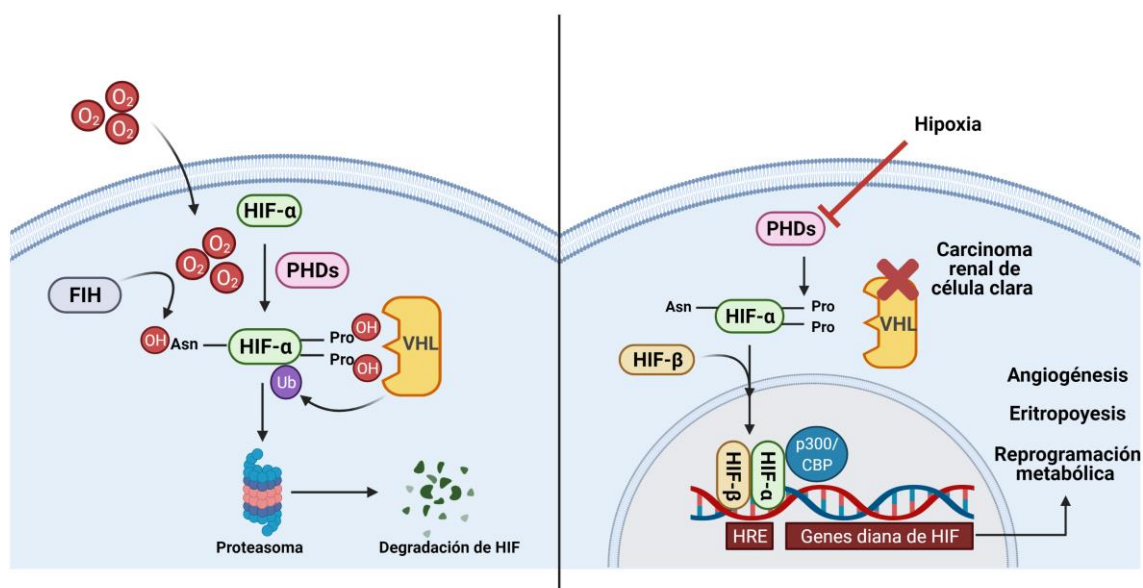 O2
O2
O2
HIF-α
O2
O2
O2
PHDs
FIH
OH
Asn
HIF-α
Pro
OH
Pro
OH
VHL
Ub
Proteasoma
Degradación de HIF
Hipoxia
PHDs
Carcinoma
renal de
célula clara
Asn
HIF-α
Pro
Pro
VHL
HIF-β
Angiogénesis
Eritropoyesis
Reprogramación
metabólica
HIF-β
HIF-α
p300/
CBP
HRE
Genes diana de HIF